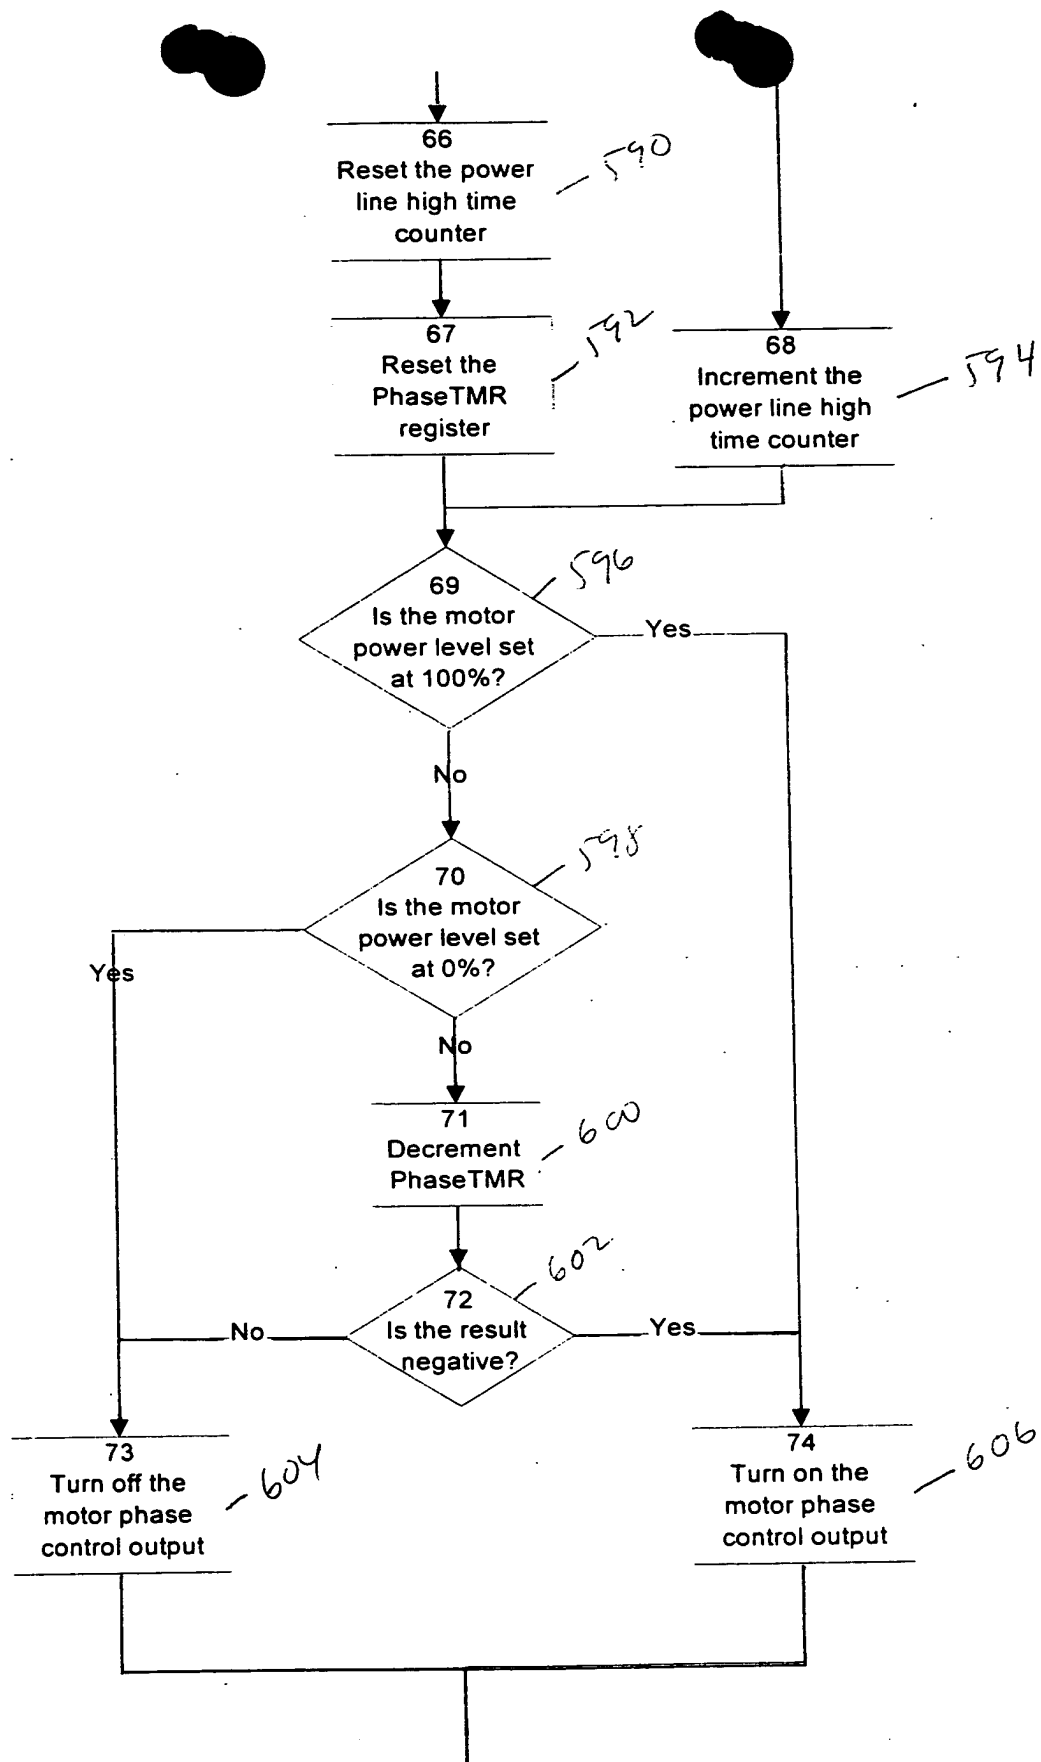 66
Reset the power
line high time
counter
590
67
Reset the
PhaseTMR
register
592
68
Increment the
power line high
time counter
594
69
Is the motor
power level set
at 100%?
596
Yes
No
70
Is the motor
power level set
at 0%?
598
Yes
No
71
Decrement
PhaseTMR
600
72
Is the result
negative?
602
No
Yes
73
Turn off the
motor phase
control output
604
74
Turn on the
motor phase
control output
606